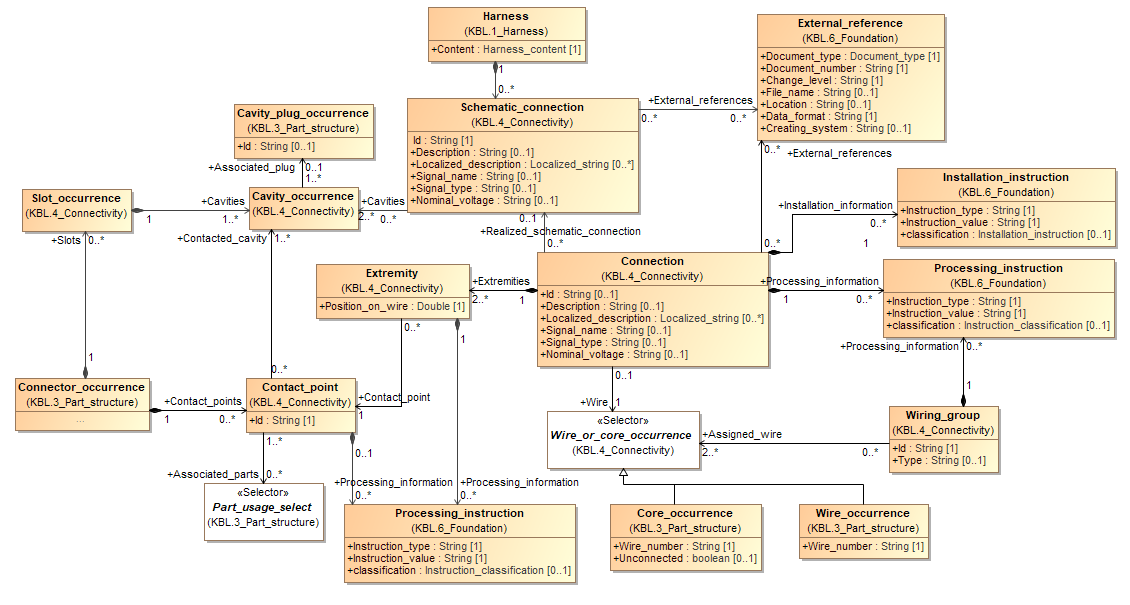 Harness
(KBL.1_Harness)
+Content : Harness_content [1]
1
0..*
External_reference
(KBL.6_Foundation)
+Document_type : Document_type [1]
+Document_number : String [1]
+Change_level : String [1]
+File_name : String [0..1]
+Location : String [0..1]
+Data_format : String [1]
+Creating_system : String [0..1]
Schematic_connection
(KBL.4_Connectivity)
Id : String [1]
+Description : String [0..1]
+Localized_description : Localized_string [0..*]
+Signal_name : String [0..1]
+Signal_type : String [0..1]
+Nominal_voltage : String [0..1]
+External_references
0..*
0..*
Cavity_plug_occurrence
(KBL.3_Part_structure)
+Id : String [0..1]
+Associated_plug
0..1
1..*
Slot_occurrence
(KBL.4_Connectivity)
+Cavities
1
1..*
Cavity_occurrence
(KBL.4_Connectivity)
+Cavities
2..*
0..*
0..*
+External_references
0..*
Installation_instruction
(KBL.6_Foundation)
+Instruction_type : String [1]
+Instruction_value : String [1]
+classification : Installation_instruction [0..1]
+Installation_information
0..*
1
+Slots
0..*
+Contacted_cavity
1..*
0..1
+Realized_schematic_connection
0..*
Extremity
(KBL.4_Connectivity)
+Position_on_wire : Double [1]
+Extremities
2..*
1
Connection
(KBL.4_Connectivity)
+Id : String [0..1]
+Description : String [0..1]
+Localized_description : Localized_string [0..*]
+Signal_name : String [0..1]
+Signal_type : String [0..1]
+Nominal_voltage : String [0..1]
+Processing_information
1
0..*
Processing_instruction
(KBL.6_Foundation)
+Instruction_type : String [1]
+Instruction_value : String [1]
+classification : Instruction_classification [0..1]
+Processing_information
0..*
1
0..*
1
1
0..*
Connector_occurrence
(KBL.3_Part_structure)
...
+Contact_points
1
0..*
Contact_point
(KBL.4_Connectivity)
+Id : String [1]
+Contact_point
1
0..1
+Wire
1
«Selector»
Wire_or_core_occurrence
(KBL.4_Connectivity)
+Assigned_wire
2..*
0..*
Wiring_group
(KBL.4_Connectivity)
+Id : String [1]
+Type : String [0..1]
1..*
+Associated_parts
0..*
0..1
+Processing_information
0..*
+Processing_information
0..*
«Selector»
Part_usage_select
(KBL.3_Part_structure)
Processing_instruction
(KBL.6_Foundation)
+Instruction_type : String [1]
+Instruction_value : String [1]
+classification : Instruction_classification [0..1]
Core_occurrence
(KBL.3_Part_structure)
+Wire_number : String [1]
+Unconnected : boolean [0..1]
Wire_occurrence
(KBL.3_Part_structure)
+Wire_number : String [1]